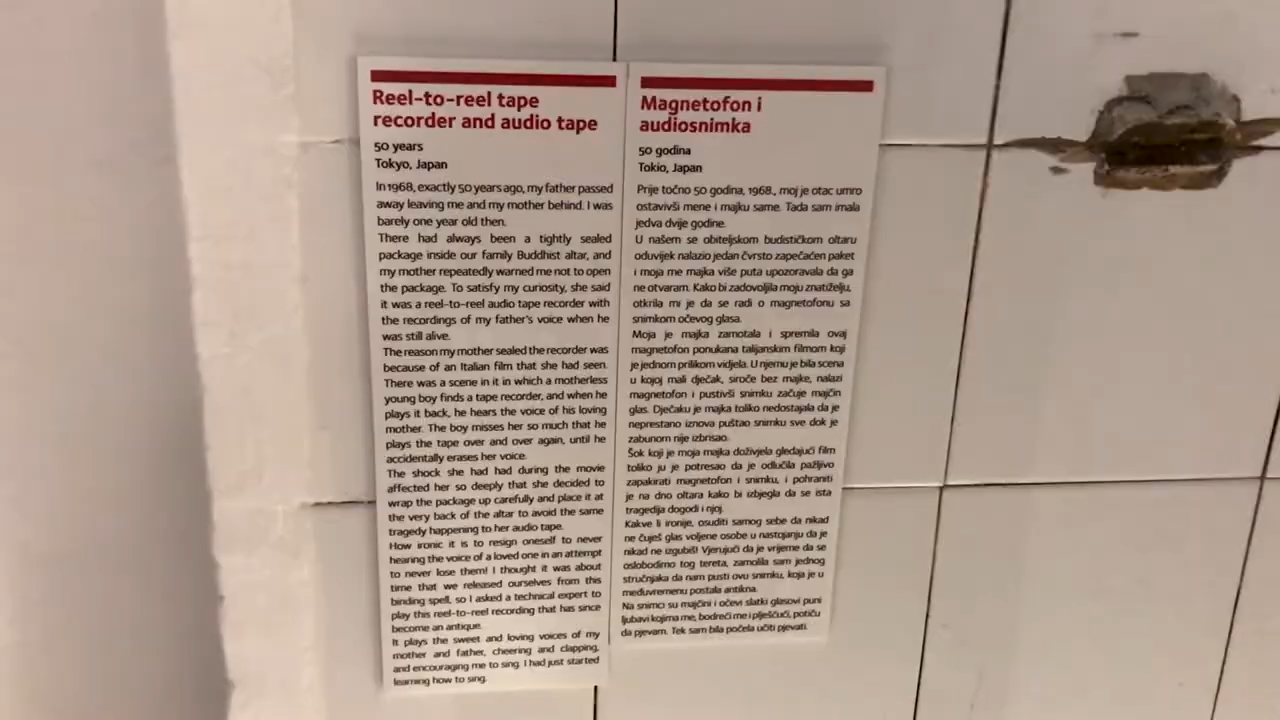 Reel-to-reel tape
recorder and audio tape
50 years
Tokyo, Japan
In 1968, exactly 50 years ago, my father passed
away leaving me and my mother behind. I was
barely one year old then.
There had always been a tightly sealed
package inside our family Buddhist altar, and
my mother repeatedly warned me not to open
the package. To satisfy my curiosity, she said
it was a reel-to-reel audio tape recorder with
the recordings of my father's voice when he
was still alive.
The reason my mother sealed the recorder was
because of an Italian film that she had seen.
There was a scene in it in which a motherless
young boy finds a tape recorder, and when he
plays it back, he hears the voice of his loving
mother. The boy misses her so much that he
plays the tape over and over again, until he
accidentally erases her voice.
The shock she had had during the movie
affected her so deeply that she decided to
wrap the package up carefully and place it at
the very back of the altar to avoid the same
tragedy happening to her audio tape.
How ironic it is to resign oneself to never
hearing the voice of a loved one in an attempt
to never lose them! I thought it was about
time that we released ourselves from this
binding spell, so I asked a technical expert to
play this reel-to-reel recording that has since
become an antique.
It plays the sweet and loving voices of my
mother and father, cheering and clapping,
and encouraging me to sing. I had just started
learning how to sing.
Magnetofon i
audiosnimka
50 godina
Tokio, Japan
Prije točno 50 godina, 1968., moj je otac umro
ostavivši mene i majku same. Tada sam imala
jedva dvije godine.
U našem se obiteljskom budističkom oltaru
oduvijek nalazio jedan čvrsto zapečaćen paket
i moja me majka više puta upozoravala da ga
ne otvaram. Kako bi zadovoljila moju znatiželju,
otkrila mi je da se radi o magnetofonu sa
snimkom očevog glasa.
Moja je majka zamotala i spremila ovaj
magnetofon ponukana talijanskim filmom koji
je jednom prilikom vidjela. U njemu je bila scena
u kojoj mali dječak, siroče bez majke, nalazi
magnetofon i pustivši snimku začuje majčin
glas. Dječaku je majka toliko nedostajala da je
neprestano iznova puštao snimku sve dok je
zabunom nije izbrisao.
Šok koji je moja majka doživjela gledajući film
toliko ju je potresao da je odlučila pažljivo
zapakirati magnetofon i snimku, i pohraniti
je na dno oltara kako bi izbjegla da se ista
tragedija dogodi i njoj.
Kakve li ironije, osuditi samog sebe da nikad
ne čuješ glas voljene osobe u nastojanju da je
nikad ne izgubiš! Vjerujući da je vrijeme da se
oslobodimo tog tereta, zamolila sam jednog
stručnjaka da nam pusti ovu snimku, koja je u
međuvremenu postala antikna.
Na snimci su majčini i očevi slatki glasovi puni
ljubavi kojima me, bodreći me i plješćući, potiču
da pjevam. Tek sam bila počela učiti pjevati.